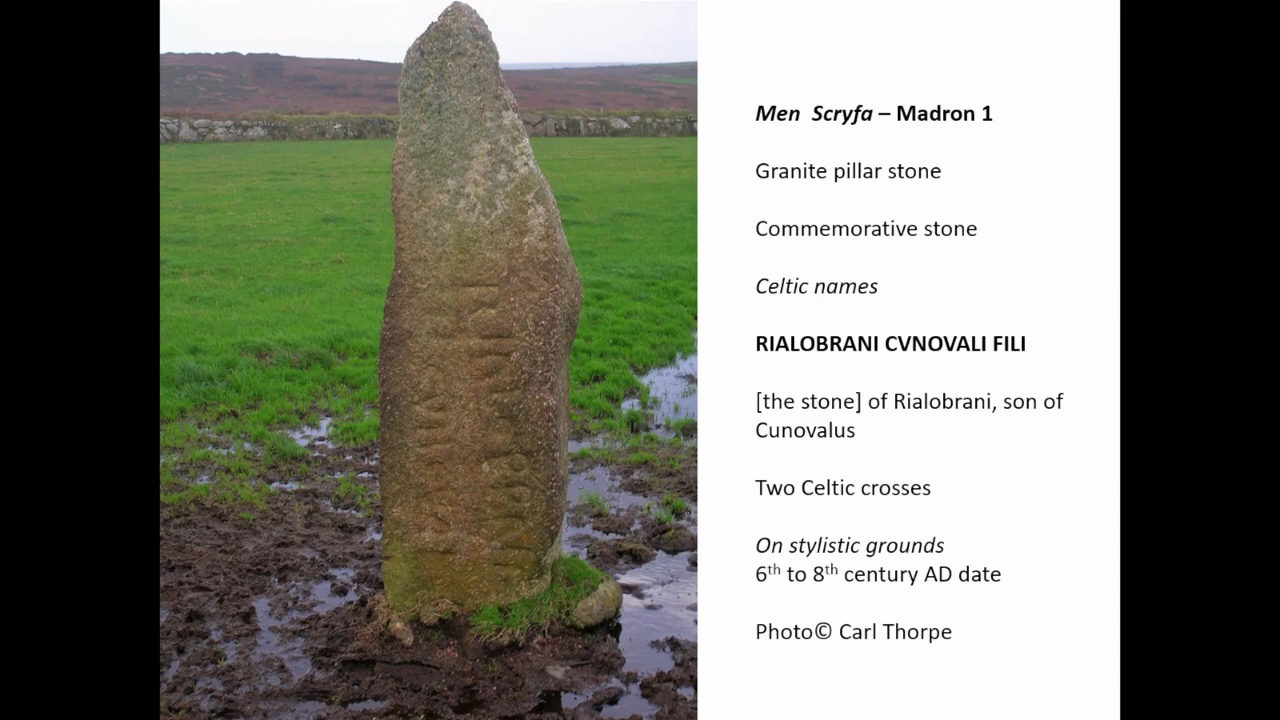 Men Scryfa – Madron 1
Granite pillar stone
Commemorative stone
Celtic names
RIALOBRANI CVNOVALI FILI
[the stone] of Rialobrani, son of
Cunovalus
Two Celtic crosses
On stylistic grounds
6th to 8th century AD date
Photo© Carl Thorpe